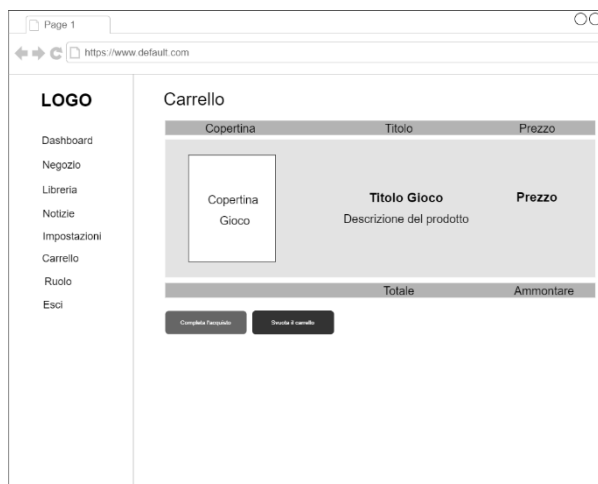 Page 1
https://www.default.com
LOGO
Dashboard
Negozio
Libreria
Notizie
Impostazioni
Carrello
Ruolo
Esci
Carrello
Copertina Titolo Prezzo
Copertina
Gioco
Titolo Gioco
Descrizione del prodotto
Prezzo
Totale Ammontare
Completa l'acquisto
Svuota il carrello